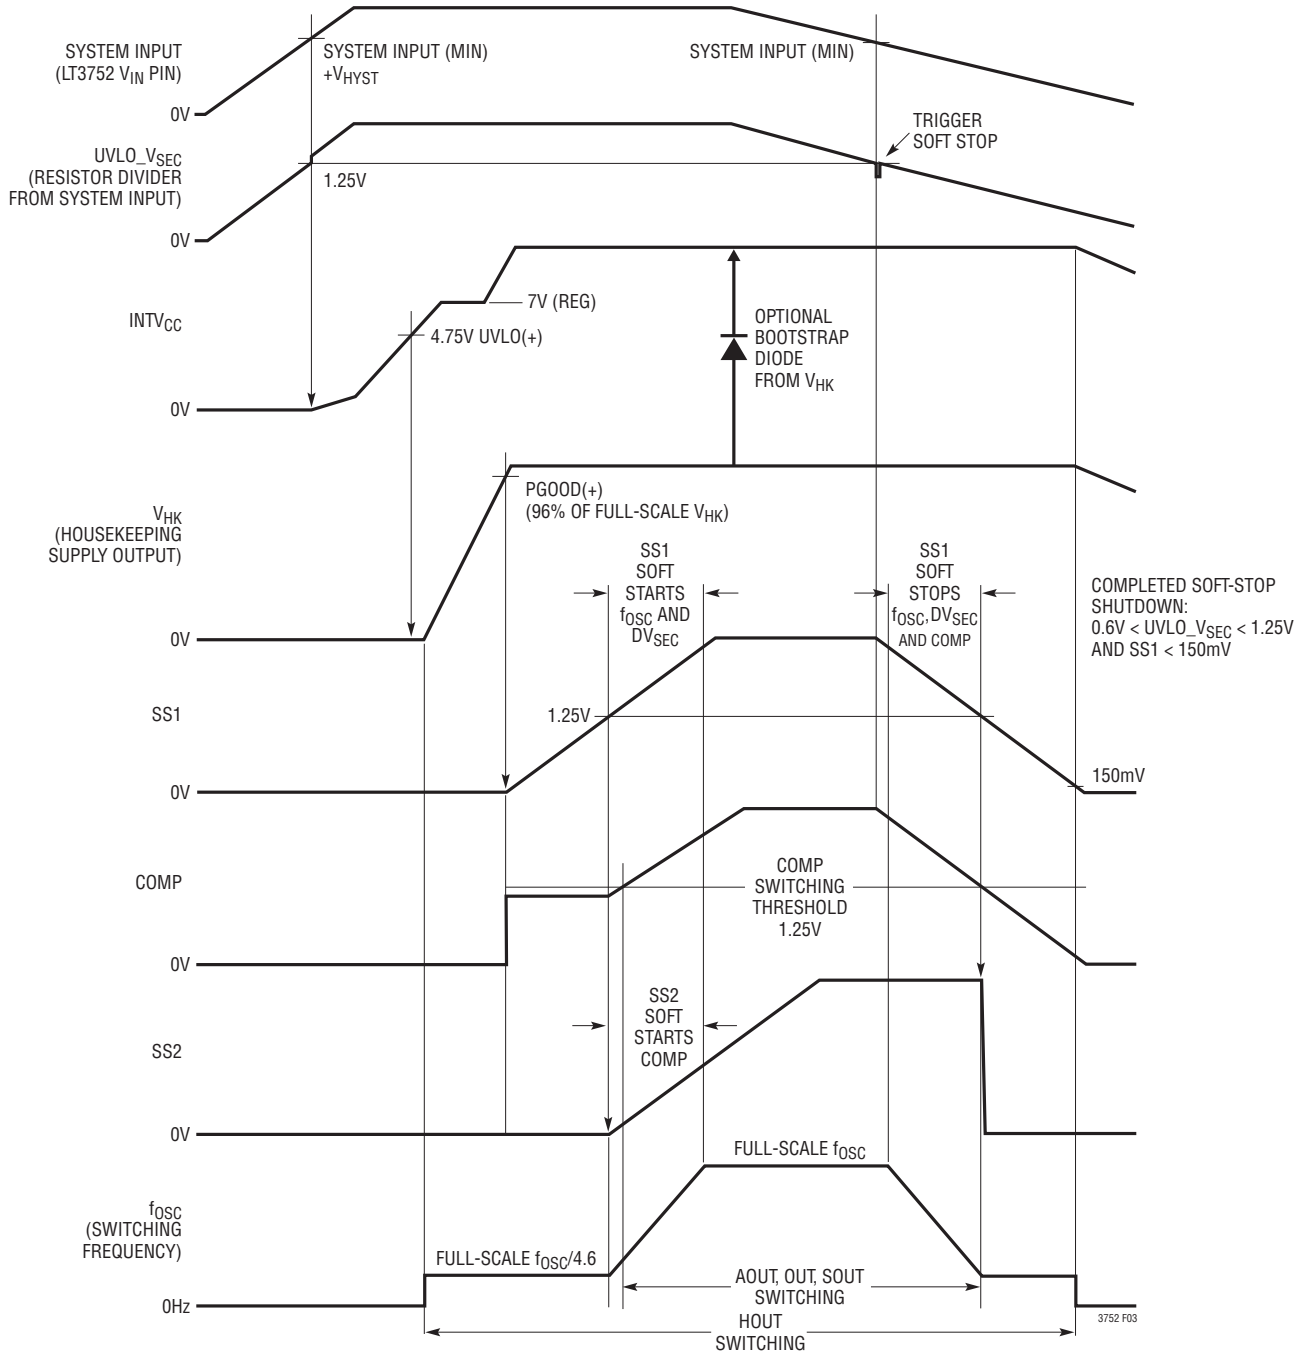 SYSTEM INPUT
(LT3752 VIN PIN)
SYSTEM INPUT (MIN)
+VHYST
SYSTEM INPUT (MIN)
0V
TRIGGER
SOFT STOP
UVLO_VSEC
(RESISTOR DIVIDER
FROM SYSTEM INPUT)
1.25V
0V
7V (REG)
INTVCC
4.75V UVLO(+)
OPTIONAL
BOOTSTRAP
DIODE
FROM VHK
0V
PGOOD(+)
(96% OF FULL-SCALE VHK)
VHK
(HOUSEKEEPING
SUPPLY OUTPUT)
SS1
SOFT
STARTS
fOSC AND
DVSEC
SS1
SOFT
STOPS
fOSC, DVSEC
AND COMP
COMPLETED SOFT-STOP
SHUTDOWN:
0.6V < UVLO_VSEC < 1.25V
AND SS1 < 150mV
0V
SS1
1.25V
150mV
0V
COMP
COMP
SWITCHING
THRESHOLD
1.25V
0V
SS2
SS2
SOFT
STARTS
COMP
0V
FULL-SCALE fOSC
fOSC
(SWITCHING
FREQUENCY)
FULL-SCALE fOSC/4.6
AOUT, OUT, SOUT
SWITCHING
0Hz
HOUT
SWITCHING
3752 F03